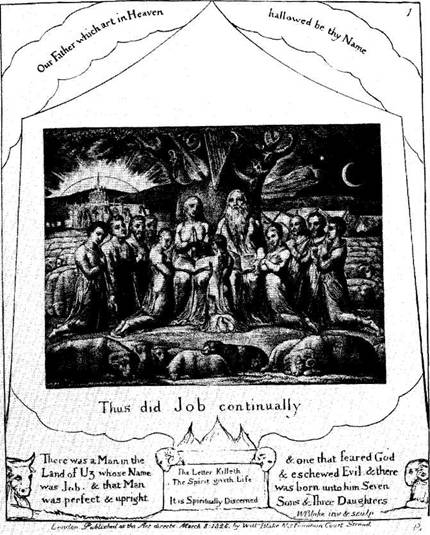 1
Our Father which art in Heaven
hallowed be thy Name
Thus did Job continually
There was a Man in the
Land of Uz whose Name
was Job. & that Man
was perfect & upright
The Letter Killeth
The Spirit giveth Life
It is Spiritually Discerned
& one that feared God
& eschewed Evil & there
was born unto him Seven
Sons & Three Daughters
WBlake inv & sculp
London Published as the Act directs March 8: 1825. by Will Blake N 3 Fountain Court Strand